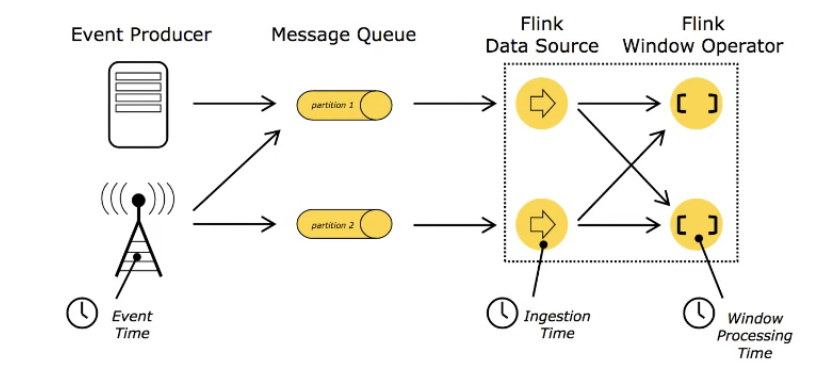 Event Producer
Message Queue
Flink
Data Source
Flink
Window Operator
partition 1
partition 2
Event
Time
Ingestion
Time
Window
Processing
Time